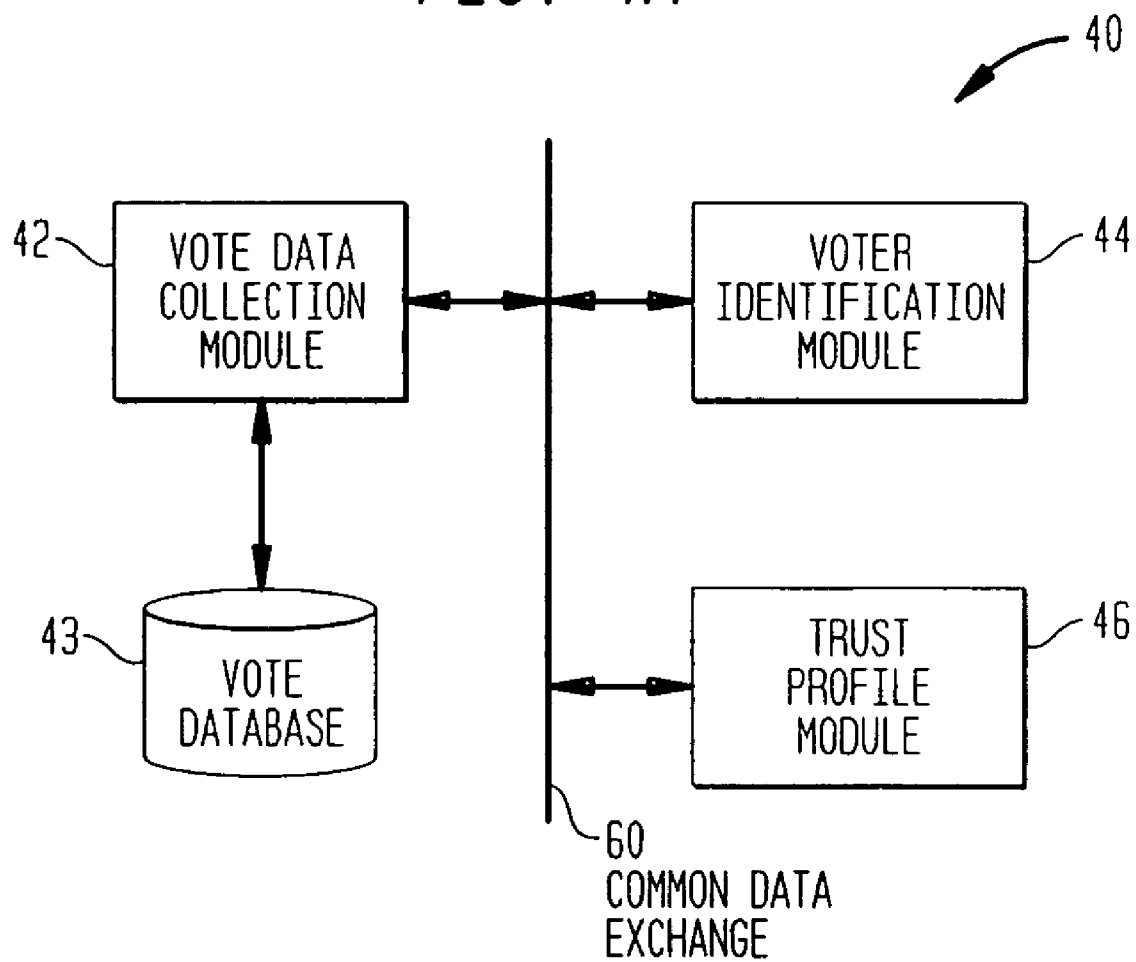 40
42
VOTE DATA
COLLECTION
MODULE
VOTER
IDENTIFICATION
MODULE
44
43
VOTE
DATABASE
TRUST
PROFILE
MODULE
46
60
COMMON DATA
EXCHANGE